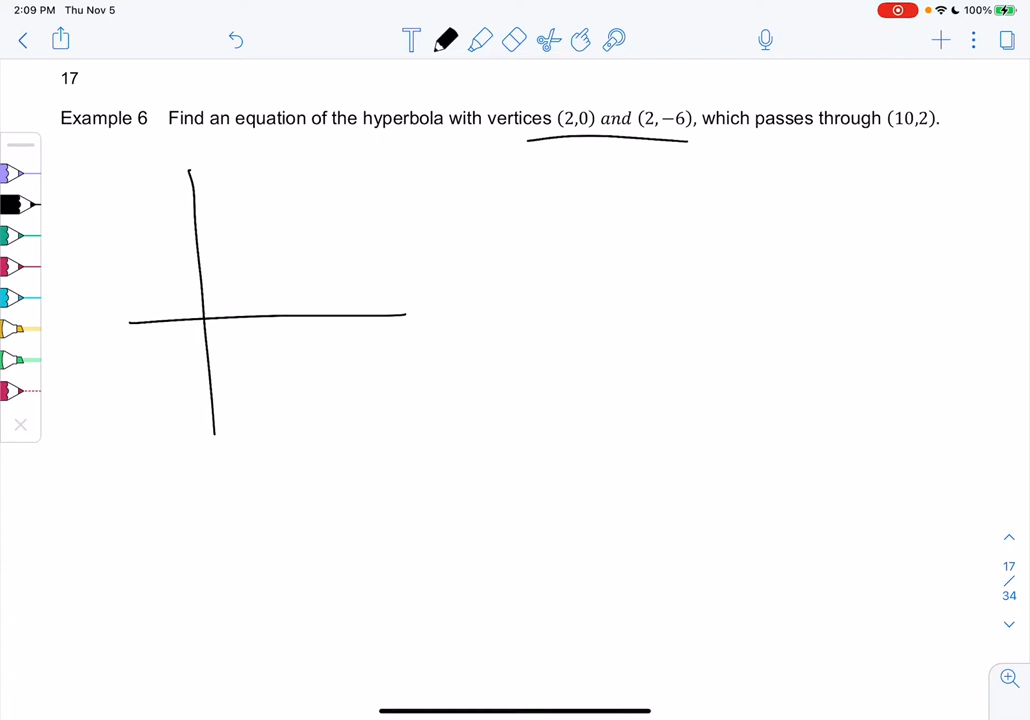 2:09 PM Thu Nov 5 100%
T
17
Example 6 Find an equation of the hyperbola with vertices (2,0) and (2,−6), which passes through (10,2).
17
/
34